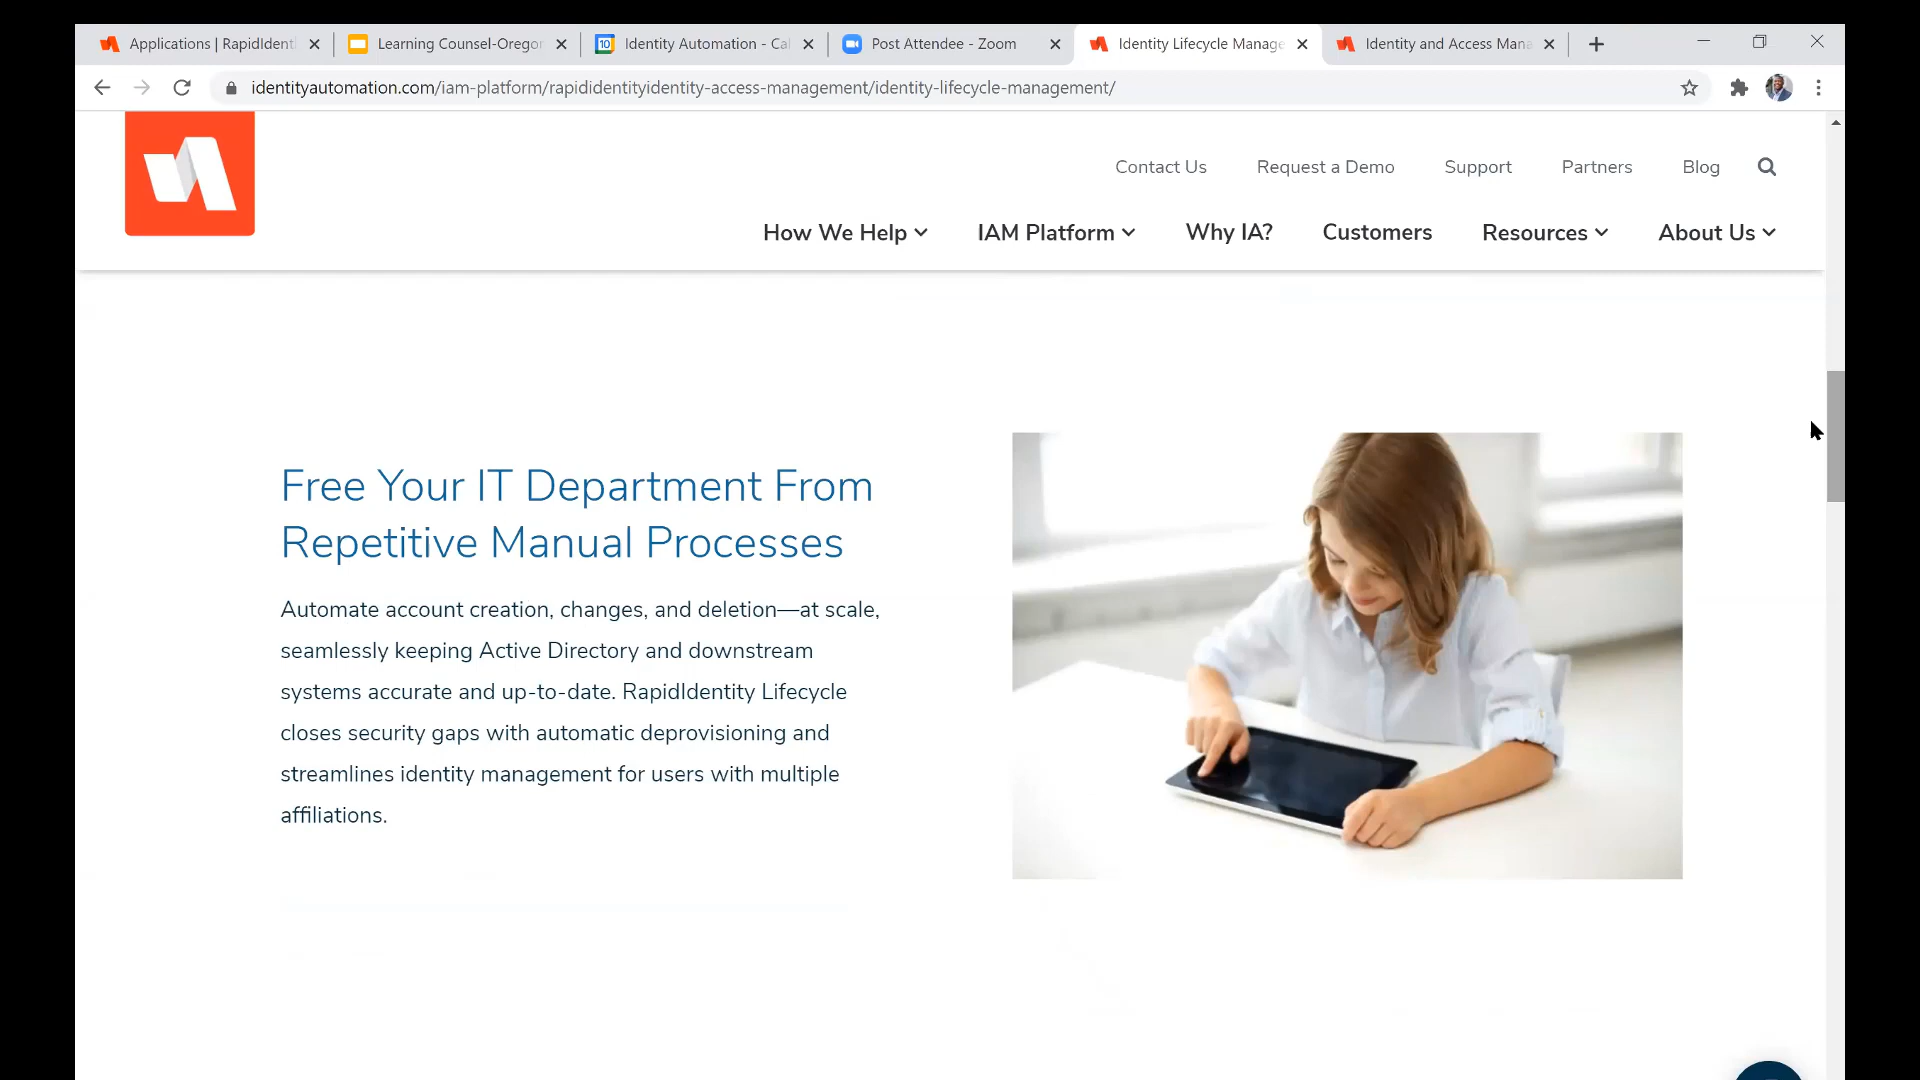 Applications | RapidIdent
Learning Counsel-Orego
10
Identity Automation - Cal
Post Attendee - Zoom
Identity Lifecycle Manage
Identity and Access Mana
identityautomation.com/iam-platform/rapididentityidentity-access-management/identity-lifecycle-management/
Contact Us
Request a Demo
Support
Partners
Blog
How We Help
IAM Platform
Why IA?
Customers
Resources
About Us
Free Your IT Department From
Repetitive Manual Processes
Automate account creation, changes, and deletion—at scale,
seamlessly keeping Active Directory and downstream
systems accurate and up-to-date. RapidIdentity Lifecycle
closes security gaps with automatic deprovisioning and
streamlines identity management for users with multiple
affiliations.